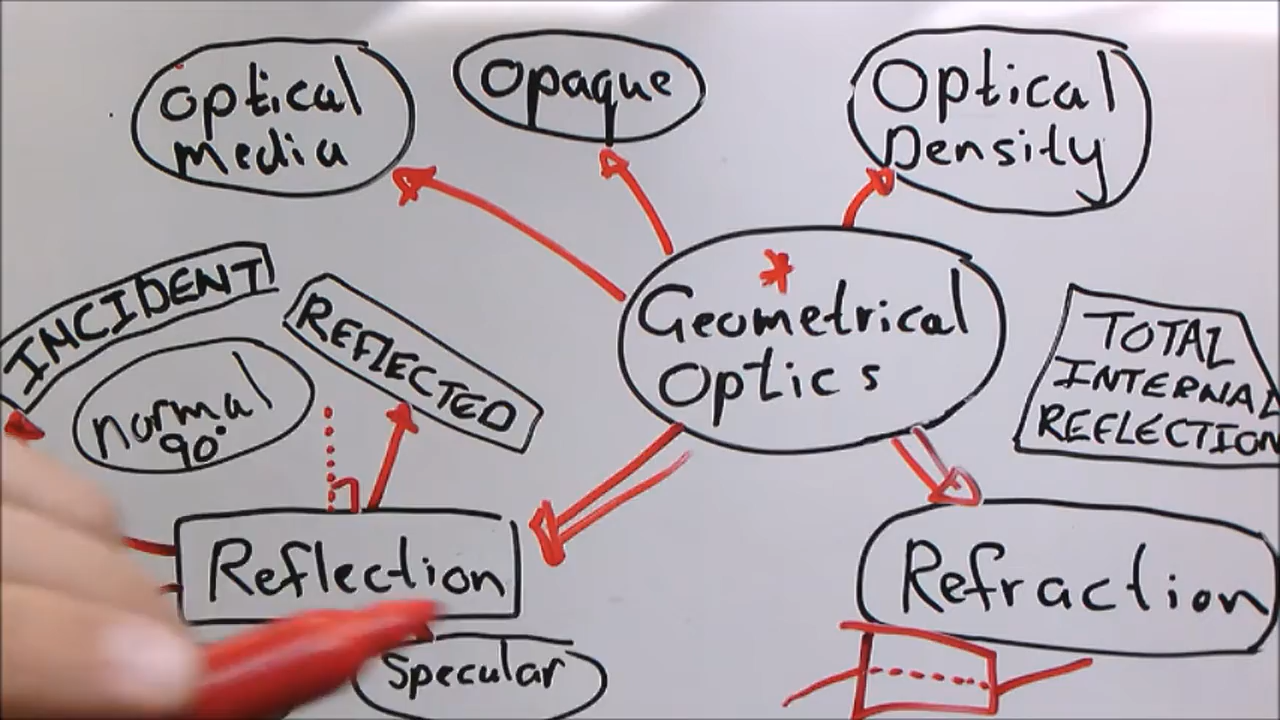 Optical
media
Opaque
Optical
Density
INCIDENT
normal
90°
REFLECTED
*
Geometrical
Optics
TOTAL
INTERNAL
REFLECTION
Reflection
Refraction
Specular